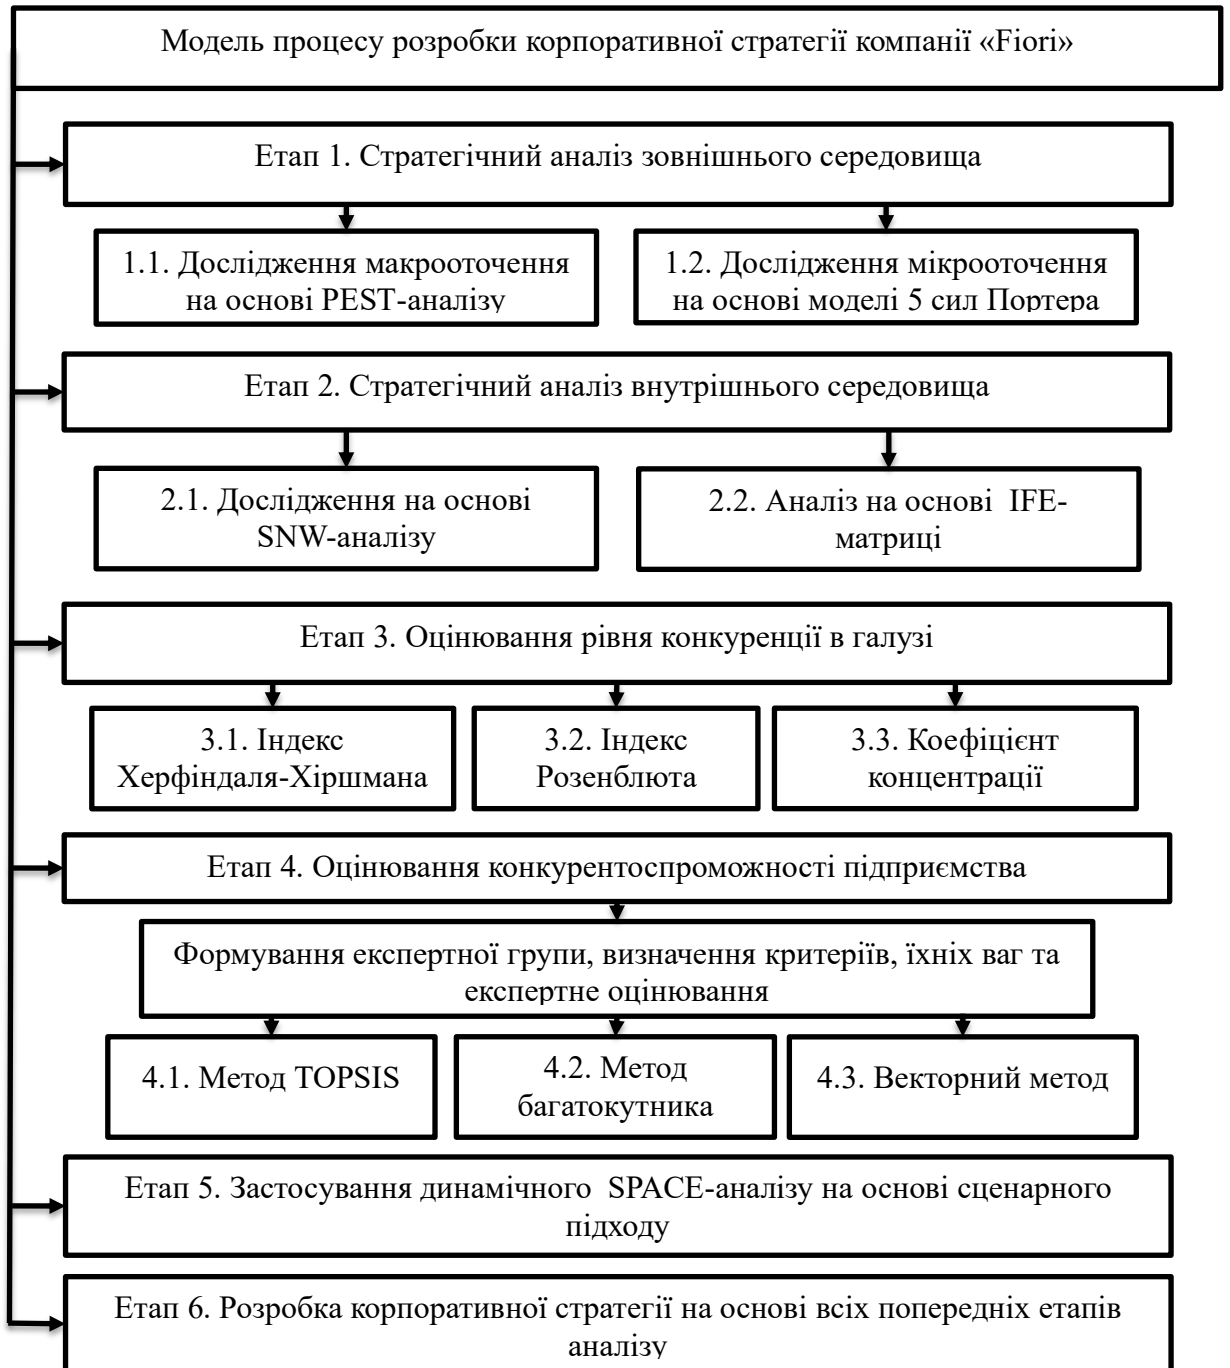 Модель процесу розробки корпоративної стратегії компанії «Fiori»
Етап 1. Стратегічний аналіз зовнішнього середовища
1.1. Дослідження макрооточення
на основі PEST-аналізу
1.2. Дослідження мікрооточення
на основі моделі 5 сил Портера
Етап 2. Стратегічний аналіз внутрішнього середовища
2.1. Дослідження на основі
SNW-аналізу
2.2. Аналіз на основі IFE-
матриці
Етап 3. Оцінювання рівня конкуренції в галузі
3.1. Індекс
Херфіндаля-Хіршмана
3.2. Індекс
Розенблюта
3.3. Коефіцієнт
концентрації
Етап 4. Оцінювання конкурентоспроможності підприємства
Формування експертної групи, визначення критеріїв, їхніх ваг та
експертне оцінювання
4.1. Метод TOPSIS
4.2. Метод
багатокутника
4.3. Векторний метод
Етап 5. Застосування динамічного SPACE-аналізу на основі сценарного
підходу
Етап 6. Розробка корпоративної стратегії на основі всіх попередніх етапів
аналізу